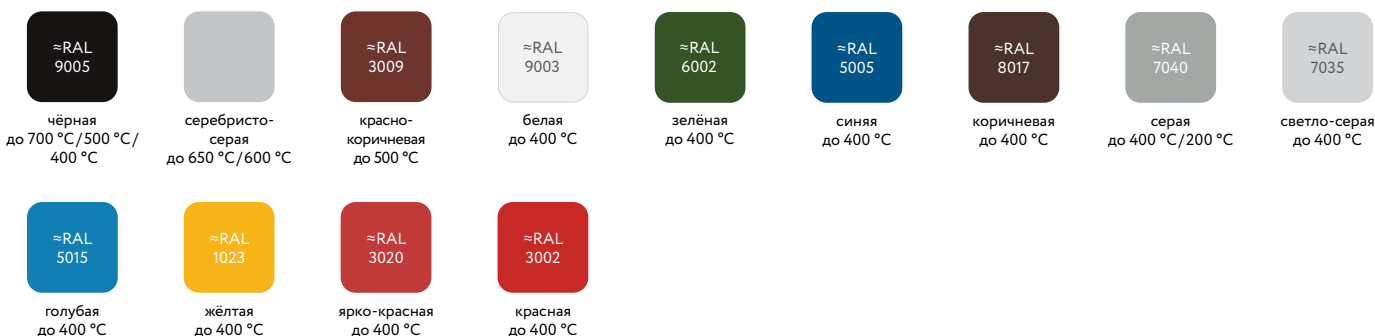 ≈RAL
9005
чёрная
до 700 °C/500 °C/
400 °C
серебристо-
серая
до 650 °C/600 °C
≈RAL
3009
красно-
коричневая
до 500 °C
≈RAL
9003
белая
до 400 °C
≈RAL
6002
зелёная
до 400 °C
≈RAL
5005
синяя
до 400 °C
≈RAL
8017
коричневая
до 400 °C
≈RAL
7040
серая
до 400 °C/200 °C
≈RAL
7035
светло-серая
до 400 °C
≈RAL
5015
голубая
до 400 °C
≈RAL
1023
жёлтая
до 400 °C
≈RAL
3020
ярко-красная
до 400 °C
≈RAL
3002
красная
до 400 °C